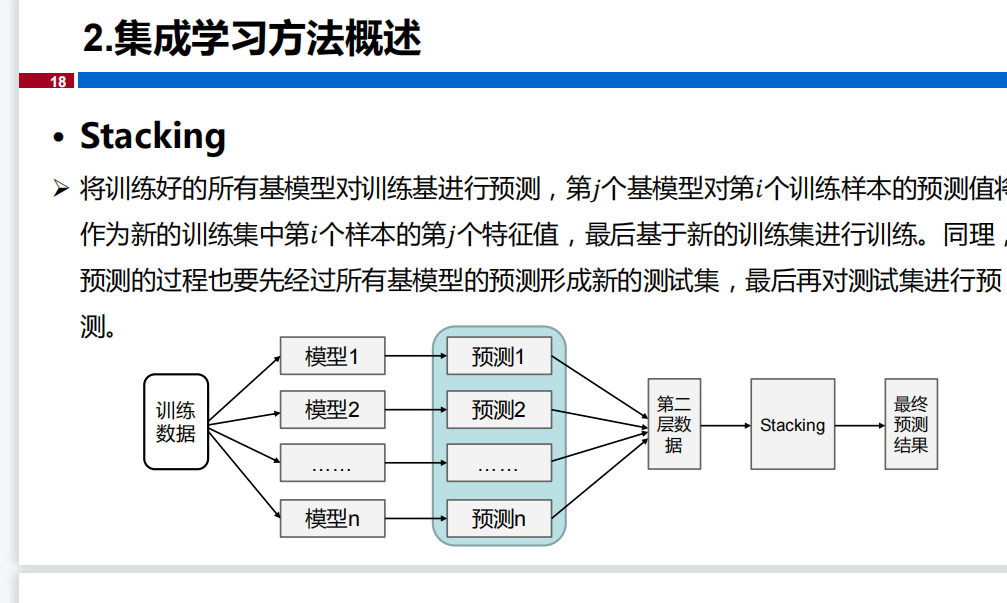 2.集成学习方法概述
18
• Stacking
➢ 将训练好的所有基模型对训练基进行预测，第j个基模型对第i个训练样本的预测值将
作为新的训练集中第i个样本的第j个特征值，最后基于新的训练集进行训练。同理，
预测的过程也要先经过所有基模型的预测形成新的测试集，最后再对测试集进行预
测。
训练
数据
模型1
模型2
……
模型n
预测1
预测2
……
预测n
第二
层数
据
Stacking
最终
预测
结果